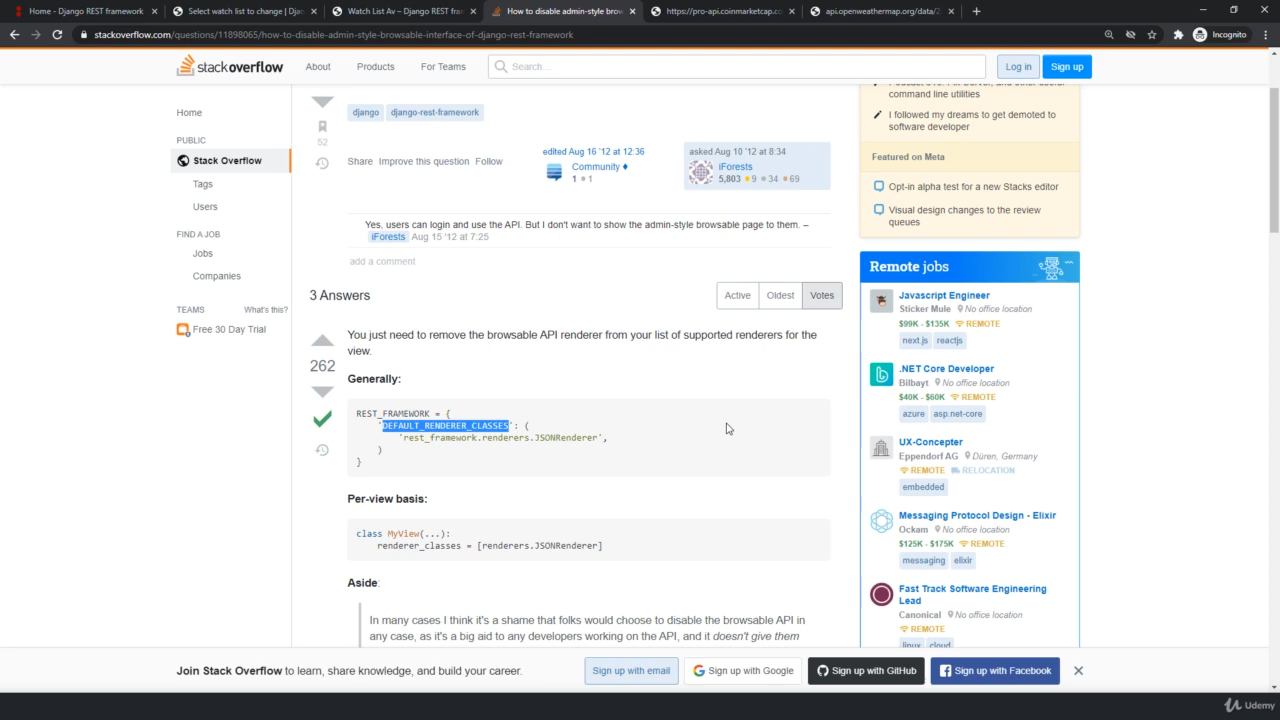 Home - Django REST framework
Select watch list to change | Djan
Watch List Av – Django REST fram
How to disable admin-style brow
https://pro-api.coinmarketcap.co
api.openweathermap.org/data/2.
stackoverflow.com/questions/11898065/how-to-disable-admin-style-browsable-interface-of-django-rest-framework
Incognito
stackoverflow
About
Products
For Teams
Search...
Log in
Sign up
Home
PUBLIC
Stack Overflow
Tags
Users
FIND A JOB
Jobs
Companies
TEAMS
What's this?
Free 30 Day Trial
52
django
django-rest-framework
Share Improve this question Follow
edited Aug 16 '12 at 12:36
Community ♦
1 1
asked Aug 10 '12 at 8:34
iForests
5,803 9 34 69
Yes, users can login and use the API. But I don't want to show the admin-style browsable page to them. –
iForests Aug 15 '12 at 7:25
add a comment
3 Answers
Active
Oldest
Votes
262
You just need to remove the browsable API renderer from your list of supported renderers for the
view.
Generally:
REST_FRAMEWORK = {
'DEFAULT_RENDERER_CLASSES': (
'rest_framework.renderers.JSONRenderer',
)
}
Per-view basis:
class MyView(...):
renderer_classes = [renderers.JSONRenderer]
Aside:
In many cases I think it's a shame that folks would choose to disable the browsable API in
any case, as it's a big aid to any developers working on the API, and it doesn't give them
command line utilities
I followed my dreams to get demoted to
software developer
Featured on Meta
Opt-in alpha test for a new Stacks editor
Visual design changes to the review
queues
Remote jobs
Javascript Engineer
Sticker Mule No office location
$99K - $135K REMOTE
next.js reactjs
.NET Core Developer
Bilbayt No office location
$40K - $60K REMOTE
azure asp.net-core
UX-Concepter
Eppendorf AG Düren, Germany
REMOTE RELOCATION
embedded
Messaging Protocol Design - Elixir
Ockam No office location
$125K - $175K REMOTE
messaging elixir
Fast Track Software Engineering
Lead
Canonical No office location
REMOTE
linux cloud
Join Stack Overflow to learn, share knowledge, and build your career.
Sign up with email
Sign up with Google
Sign up with GitHub
Sign up with Facebook
Udemy